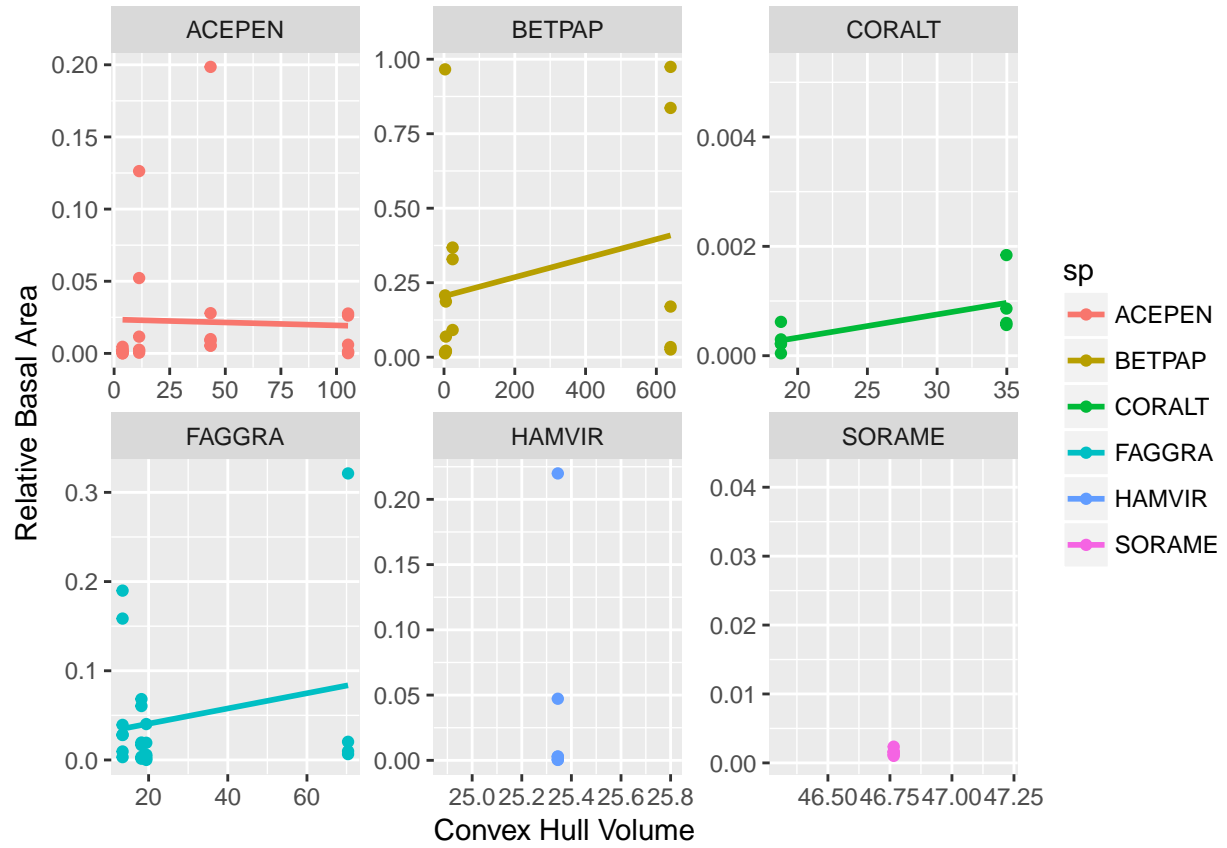 ACEPEN
BETPAP
CORALT
0.20
0.15
0.10
0.05
0.00
0 25 50 75 100
1.00
0.75
0.50
0.25
0.00
0 200 400 600
0.004
0.002
0.000
20 25 30 35
FAGGRA
HAMVIR
SORAME
0.3
0.2
0.1
0.0
20 40 60
0.20
0.15
0.10
0.05
0.00
25.0 25.2 25.4 25.6 25.8
0.04
0.03
0.02
0.01
0.00
46.50 46.75 47.00 47.25
Relative Basal Area
Convex Hull Volume
sp
ACEPEN
BETPAP
CORALT
FAGGRA
HAMVIR
SORAME